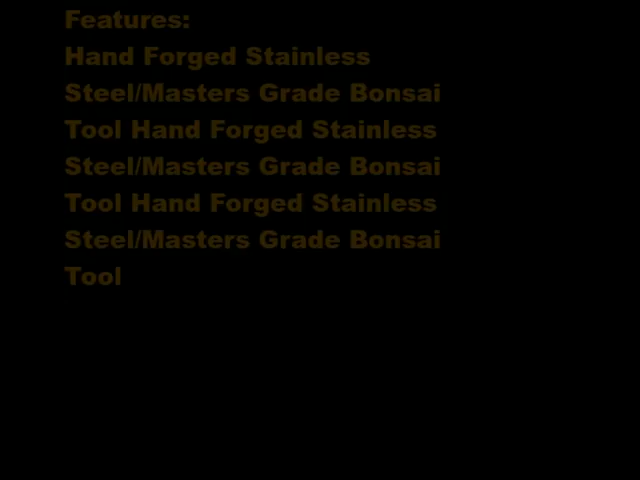 Features:
Hand Forged Stainless
Steel/Masters Grade Bonsai
Tool Hand Forged Stainless
Steel/Masters Grade Bonsai
Tool Hand Forged Stainless
Steel/Masters Grade Bonsai
Tool